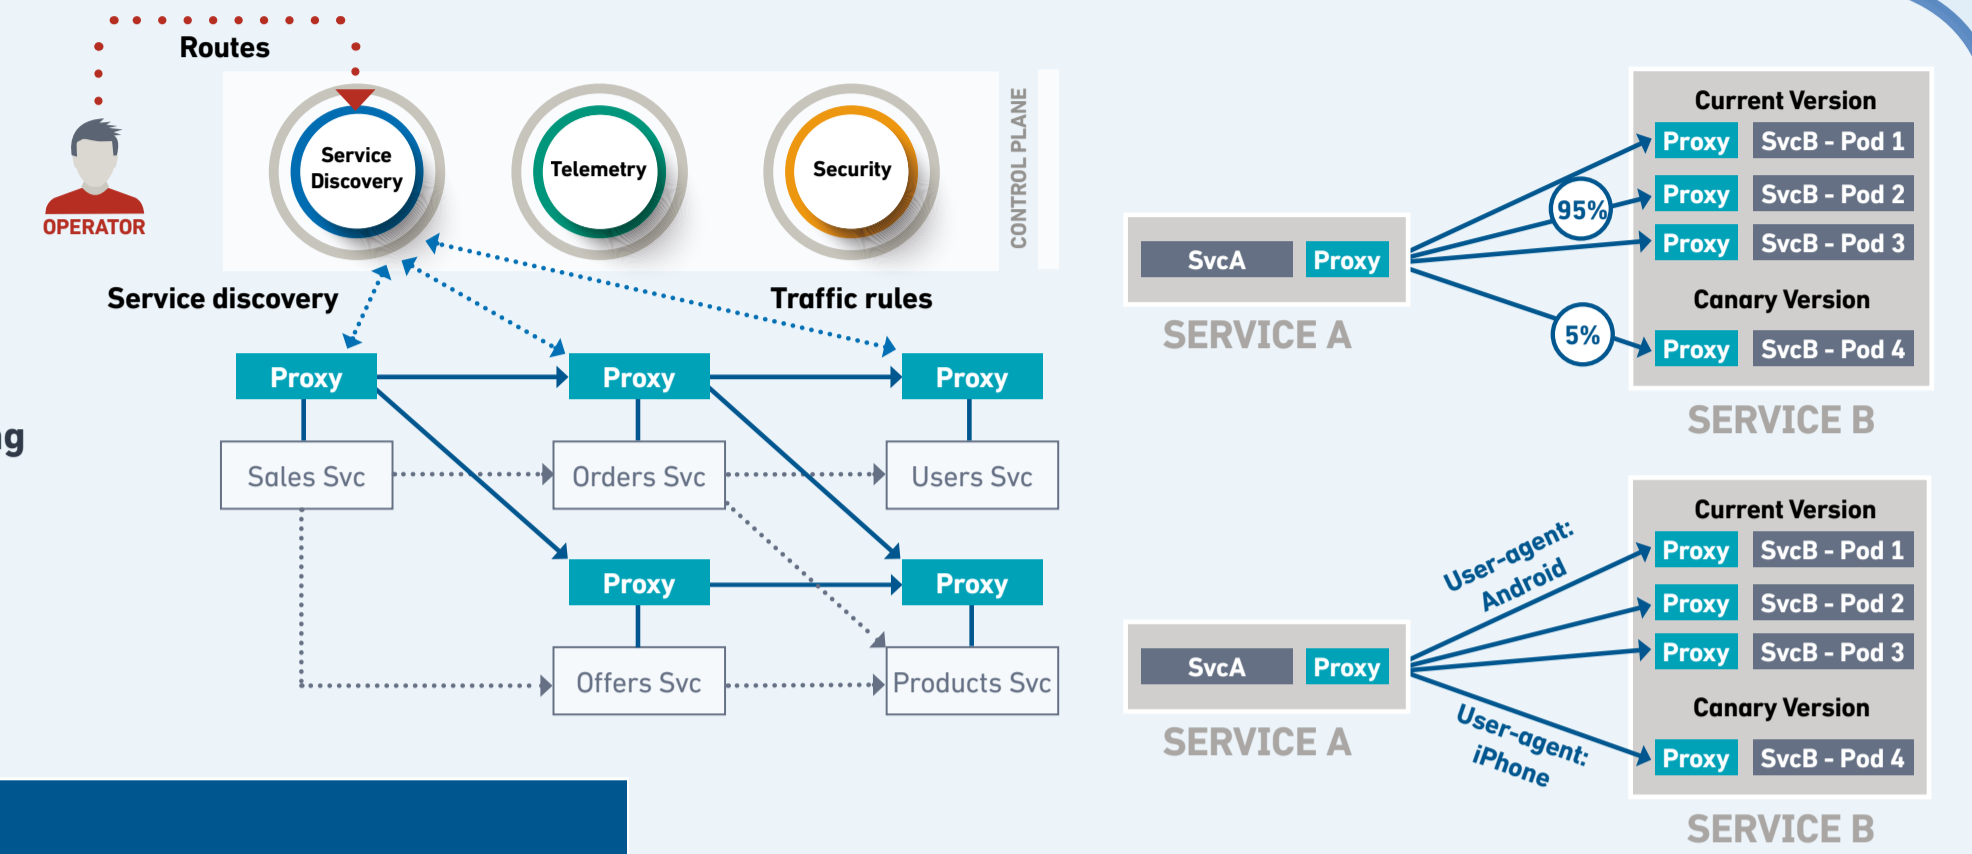 Routes
OPERATOR
Service
Discovery
Telemetry
Security
CONTROL PLANE
Service discovery
Traffic rules
Proxy
Proxy
Proxy
Sales Svc
Orders Svc
Users Svc
Proxy
Proxy
Offers Svc
Products Svc
SvcA
Proxy
SERVICE A
95%
5%
Current Version
Proxy
SvcB - Pod 1
Proxy
SvcB - Pod 2
Proxy
SvcB - Pod 3
Canary Version
Proxy
SvcB - Pod 4
SERVICE B
SvcA
Proxy
SERVICE A
User-agent:
Android
User-agent:
iPhone
Current Version
Proxy
SvcB - Pod 1
Proxy
SvcB - Pod 2
Proxy
SvcB - Pod 3
Canary Version
Proxy
SvcB - Pod 4
SERVICE B